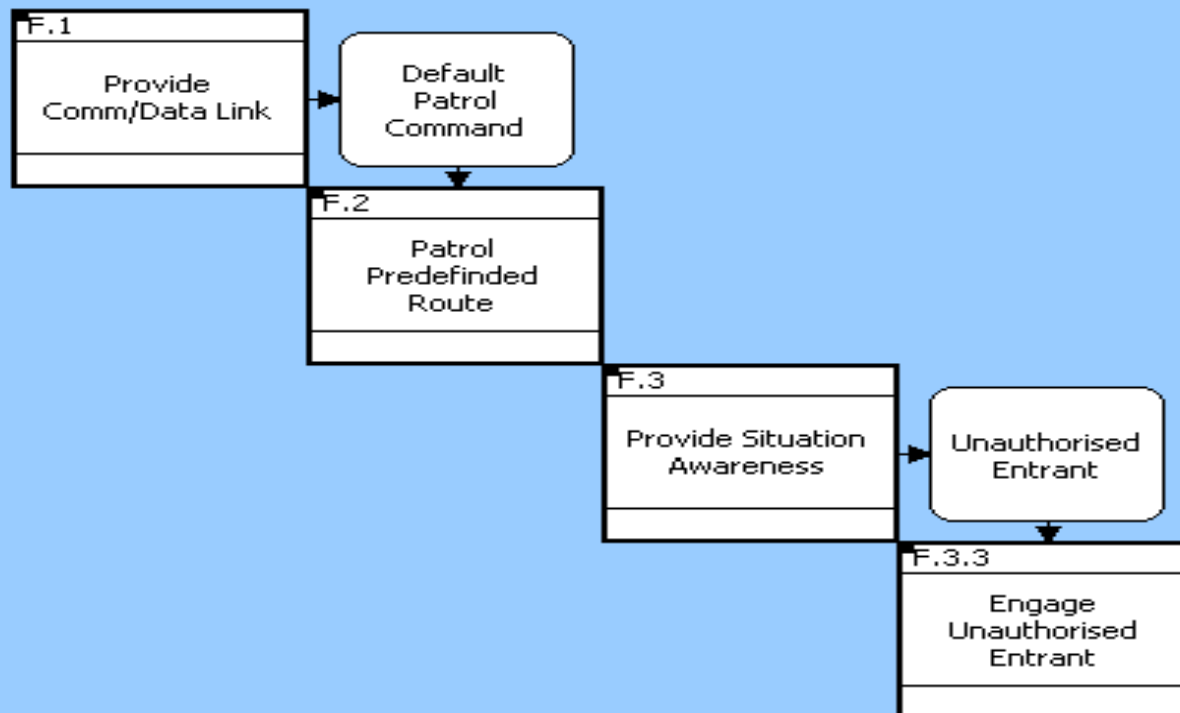 F.1
Provide
Comm/Data Link
Default
Patrol
Command
F.2
Patrol
Predefinded
Route
F.3
Provide Situation
Awareness
Unauthorised
Entrant
F.3.3
Engage
Unauthorised
Entrant